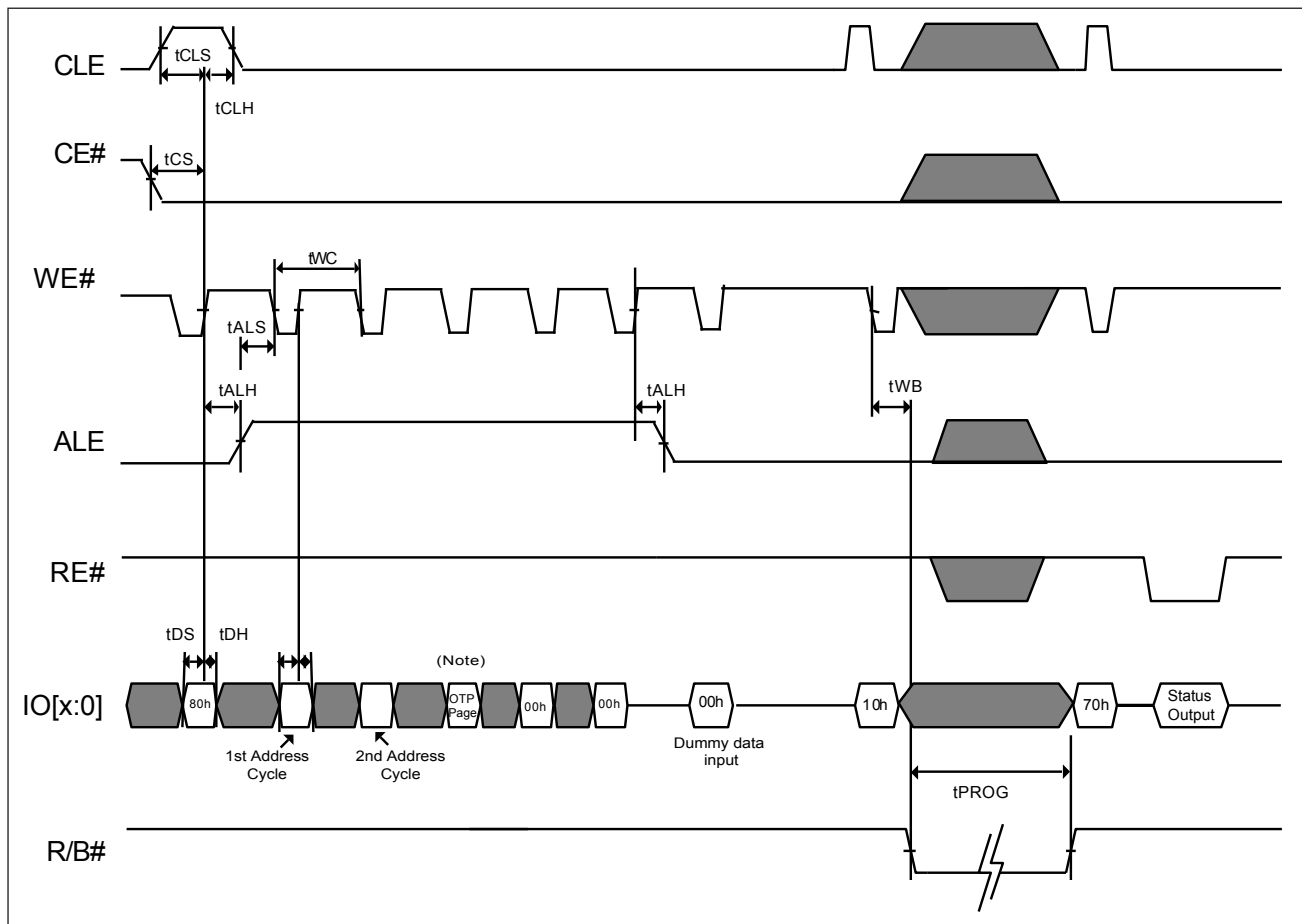 CLE
tCLS
tCLH
CE#
tCS
WE#
tWC
tALS
tALH
tALH
tWB
ALE
RE#
tDS
tDH
(Note)
IO[x:0]
80h
OTP
Page
00h
00h
00h
10h
70h
Status
Output
1st Address
Cycle
2nd Address
Cycle
Dummy data
input
tPROG
R/B#